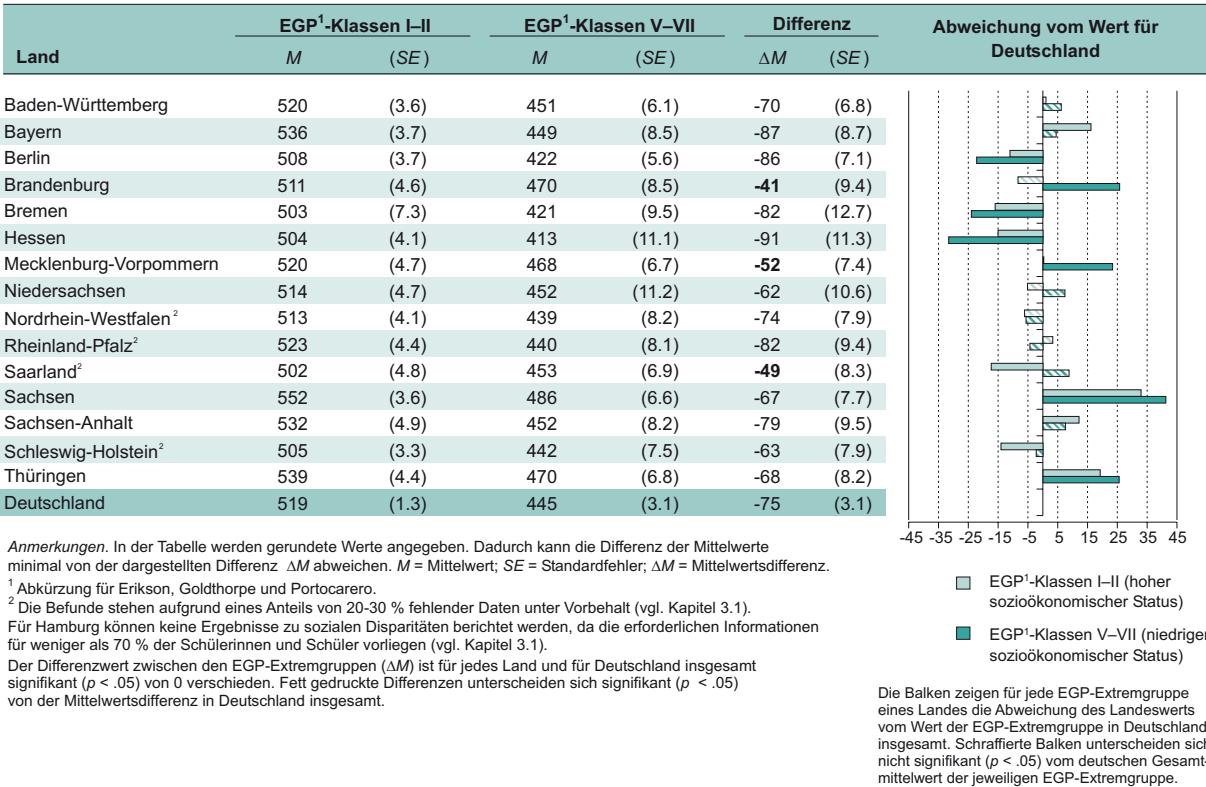 EGP¹-Klassen I–II EGP¹-Klassen V–VII Differenz Abweichung vom Wert für Deutschland
Land M (SE) M (SE) ΔM (SE)
Baden-Württemberg 520 (3.6) 451 (6.1) -70 (6.8)
Bayern 536 (3.7) 449 (8.5) -87 (8.7)
Berlin 508 (3.7) 422 (5.6) -86 (7.1)
Brandenburg 511 (4.6) 470 (8.5) -41 (9.4)
Bremen 503 (7.3) 421 (9.5) -82 (12.7)
Hessen 504 (4.1) 413 (11.1) -91 (11.3)
Mecklenburg-Vorpommern 520 (4.7) 468 (6.7) -52 (7.4)
Niedersachsen 514 (4.7) 452 (11.2) -62 (10.6)
Nordrhein-Westfalen² 513 (4.1) 439 (8.2) -74 (7.9)
Rheinland-Pfalz² 523 (4.4) 440 (8.1) -82 (9.4)
Saarland² 502 (4.8) 453 (6.9) -49 (8.3)
Sachsen 552 (3.6) 486 (6.6) -67 (7.7)
Sachsen-Anhalt 532 (4.9) 452 (8.2) -79 (9.5)
Schleswig-Holstein² 505 (3.3) 442 (7.5) -63 (7.9)
Thüringen 539 (4.4) 470 (6.8) -68 (8.2)
Deutschland 519 (1.3) 445 (3.1) -75 (3.1)
-45 -35 -25 -15 -5 5 15 25 35 45
Anmerkungen. In der Tabelle werden gerundete Werte angegeben. Dadurch kann die Differenz der Mittelwerte
minimal von der dargestellten Differenz ΔM abweichen. M = Mittelwert; SE = Standardfehler; ΔM = Mittelwertsdifferenz.
¹ Abkürzung für Erikson, Goldthorpe und Portocarero.
² Die Befunde stehen aufgrund eines Anteils von 20-30 % fehlender Daten unter Vorbehalt (vgl. Kapitel 3.1).
Für Hamburg können keine Ergebnisse zu sozialen Disparitäten berichtet werden, da die erforderlichen Informationen
für weniger als 70 % der Schülerinnen und Schüler vorliegen (vgl. Kapitel 3.1).
Der Differenzwert zwischen den EGP-Extremgruppen (ΔM) ist für jedes Land und für Deutschland insgesamt
signifikant (p < .05) von 0 verschieden. Fett gedruckte Differenzen unterscheiden sich signifikant (p < .05)
von der Mittelwertsdifferenz in Deutschland insgesamt.
EGP¹-Klassen I–II (hoher
sozioökonomischer Status)
EGP¹-Klassen V–VII (niedriger
sozioökonomischer Status)
Die Balken zeigen für jede EGP-Extremgruppe
eines Landes die Abweichung des Landeswerts
vom Wert der EGP-Extremgruppe in Deutschland
insgesamt. Schraffierte Balken unterscheiden sich
nicht signifikant (p < .05) vom deutschen Gesamt-
mittelwert der jeweiligen EGP-Extremgruppe.